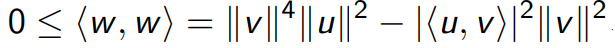 0 ≤ ⟨w, w⟩ = ‖v‖⁴‖u‖² − |⟨u, v⟩|²‖v‖².